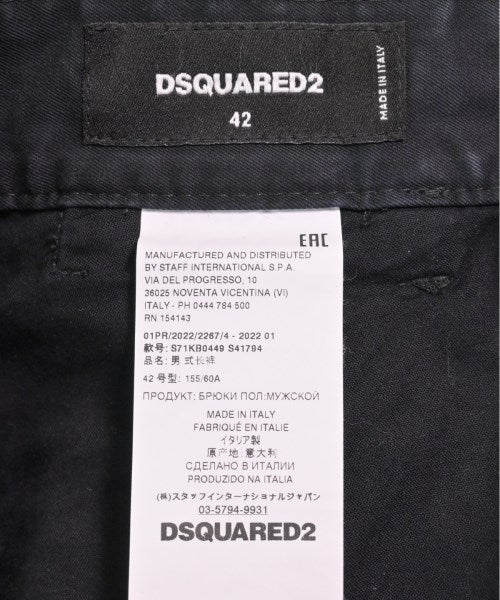 DSQUARED2
42
MADE IN ITALY
EAC
MANUFACTURED AND DISTRIBUTED
BY STAFF INTERNATIONAL S.P.A
VIA DEL PROGRESSO, 10
36025 NOVENTA VICENTINA (VI)
ITALY - PH 0444 784 500
RN 154143
01PR/2022/2267/4 - 2022 01
款号: S71KB0449 S41794
品名: 男式长裤
42 号型: 155/60A
ПРОДУКТ: БРЮКИ ПОЛ:МУЖСКОЙ
MADE IN ITALY
FABRIQUÉ EN ITALIE
イタリア製
原产地:意大利
СДЕЛАНО В ИТАЛИИ
PRODUZIDO NA ITALIA
(株)スタッフインターナショナルジャパン
03-5794-9931
DSQUARED2